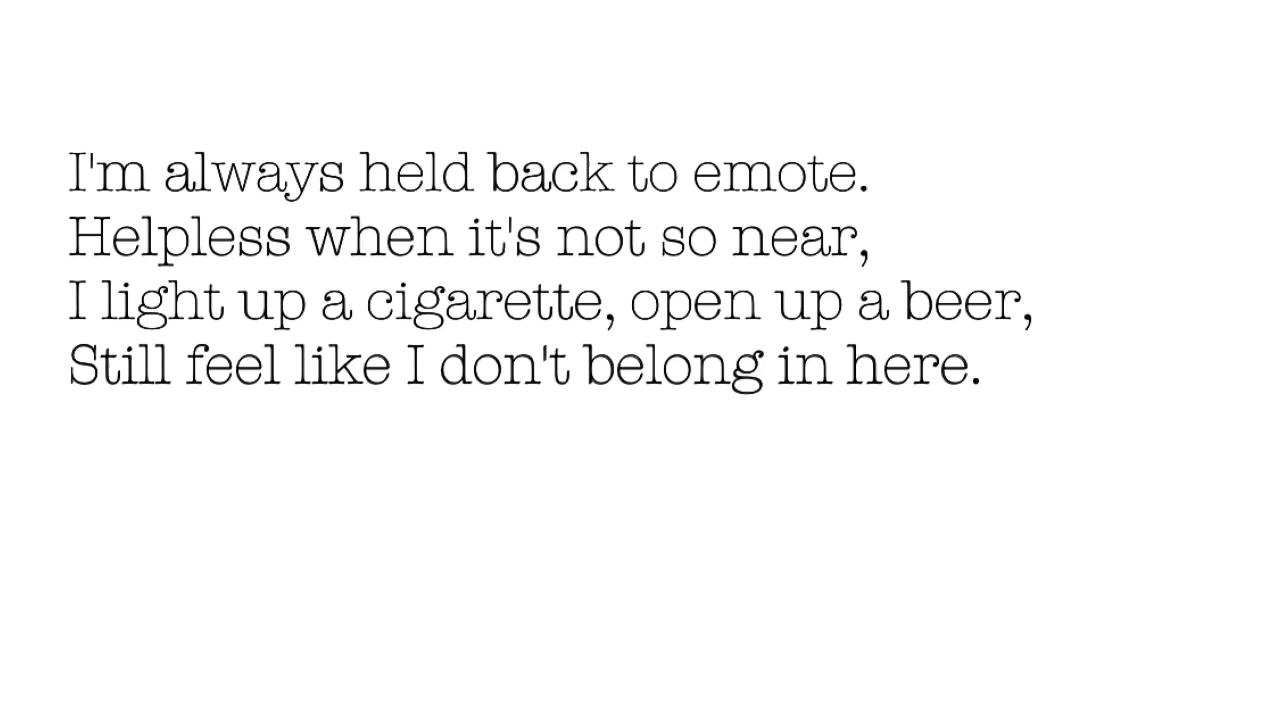 I'm always held back to emote.
Helpless when it's not so near,
I light up a cigarette, open up a beer,
Still feel like I don't belong in here.